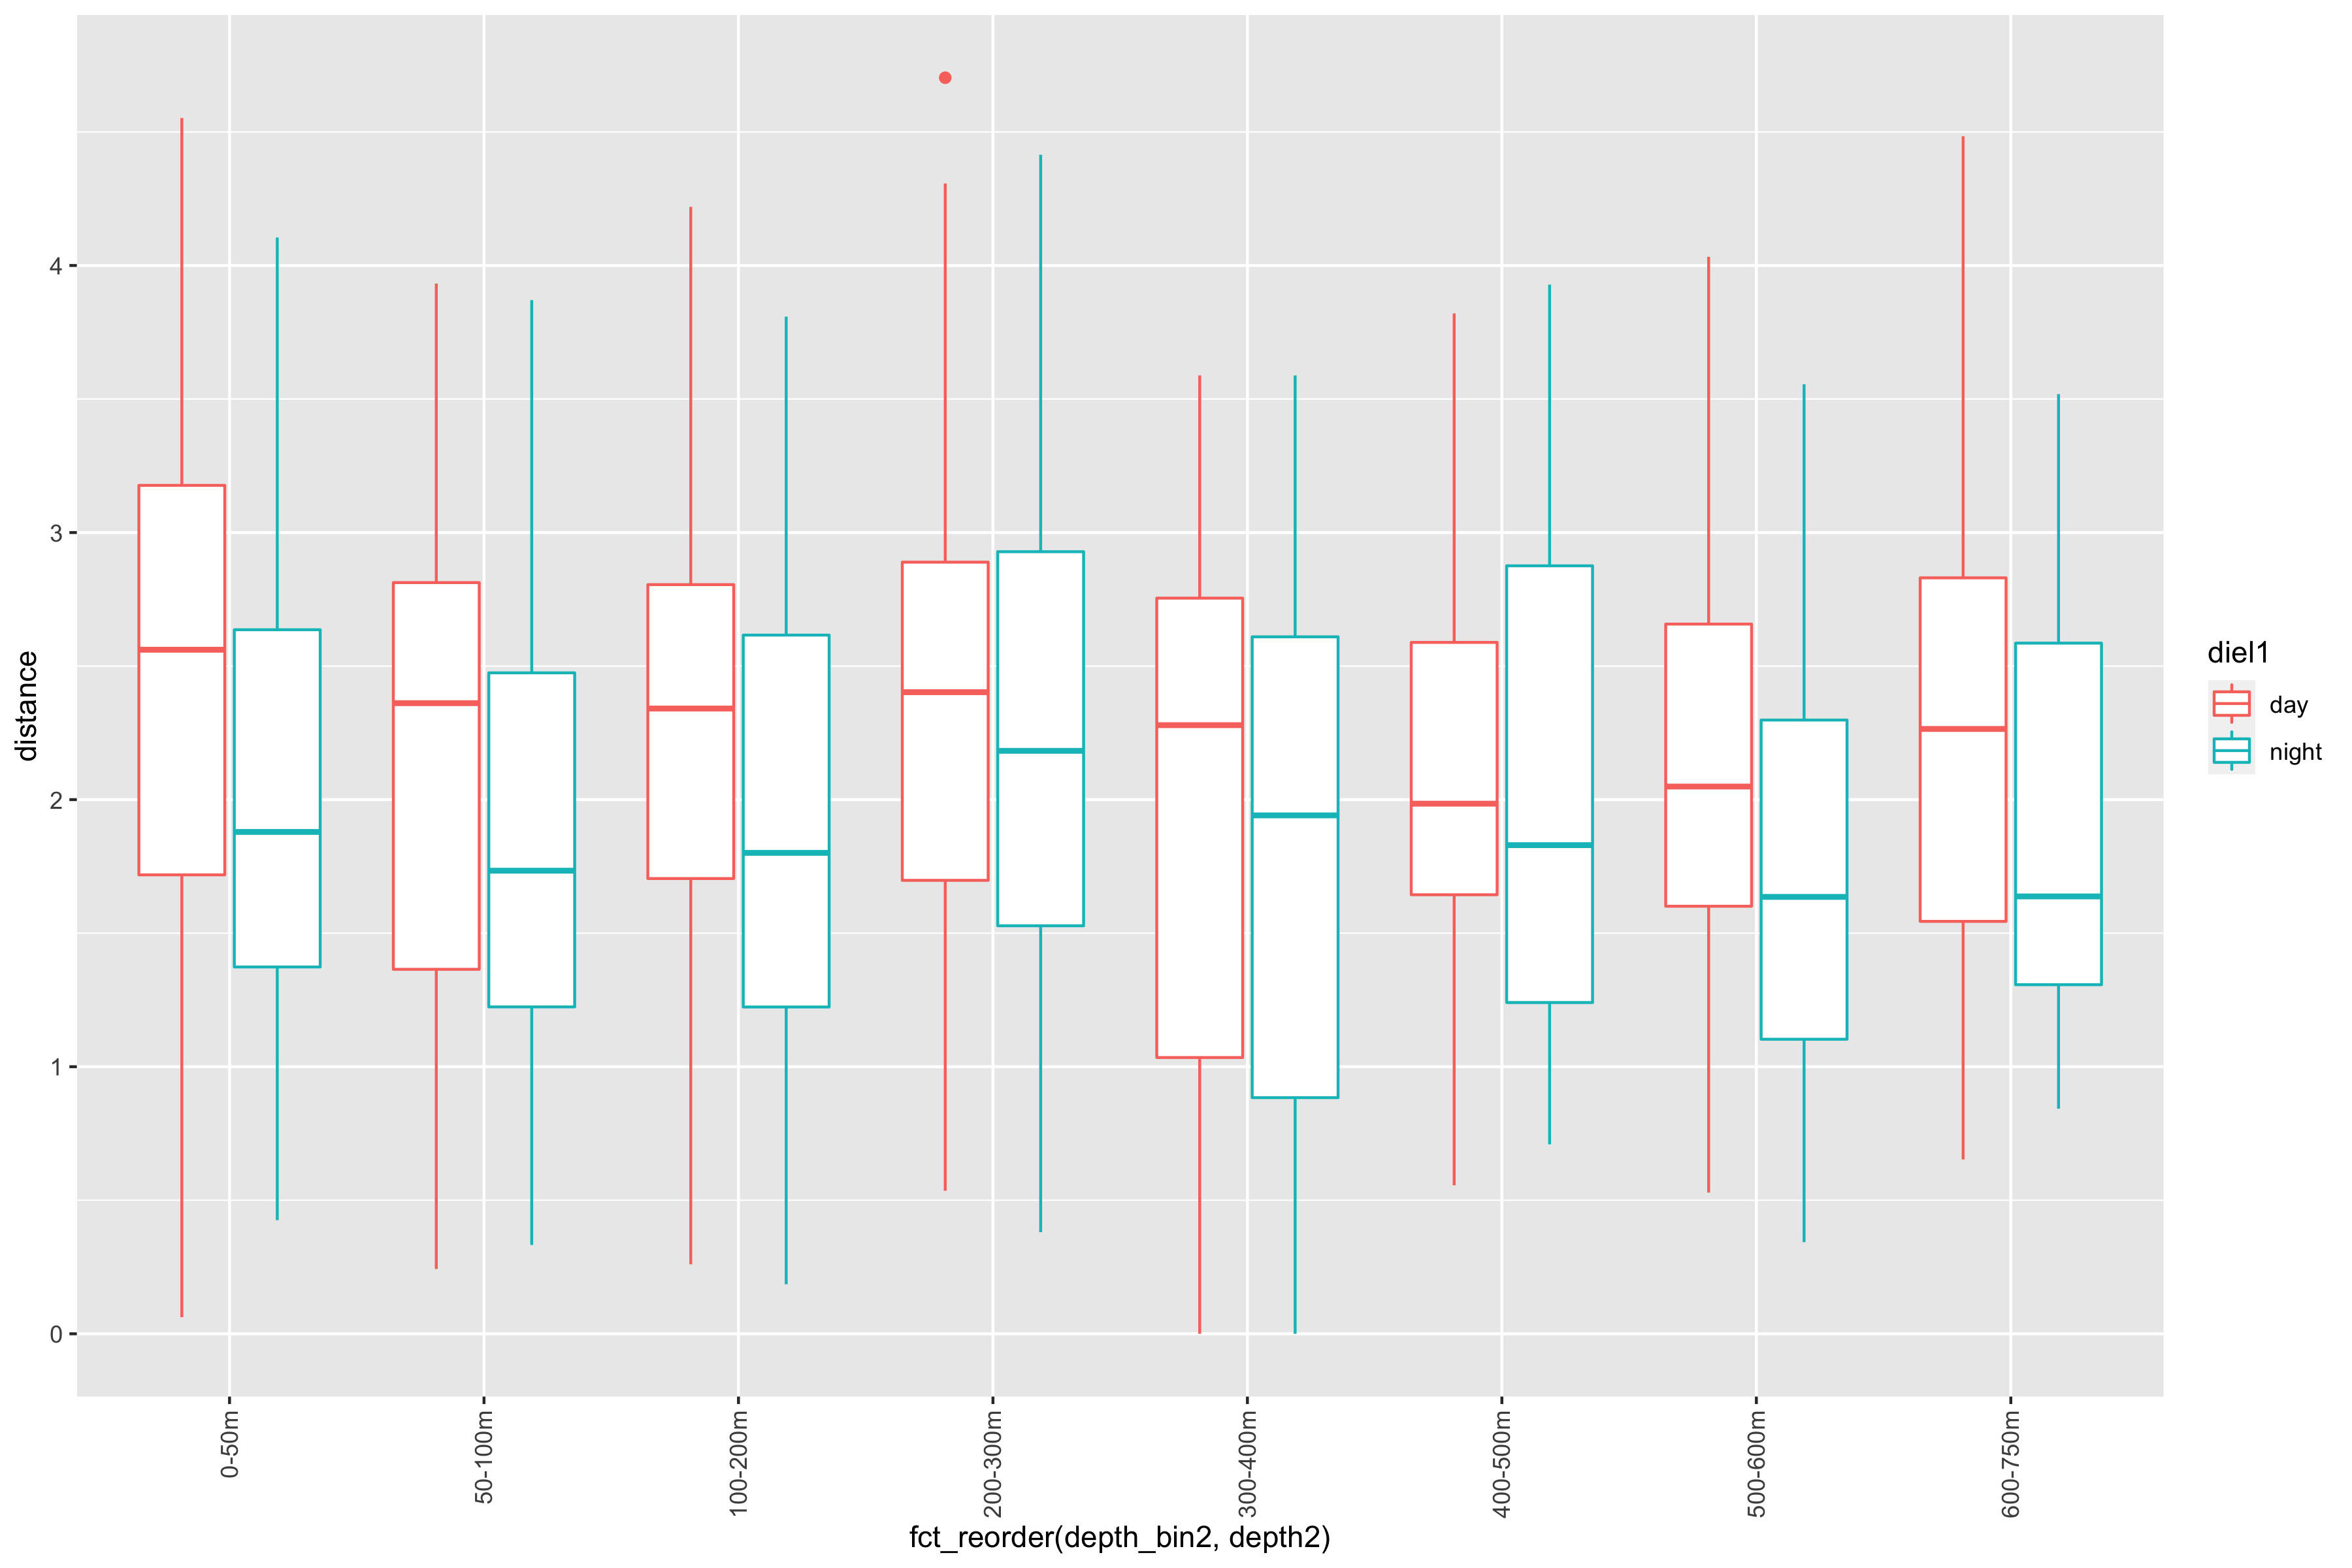 distance
4
3
2
1
0
0-50m
50-100m
100-200m
200-300m
300-400m
400-500m
500-600m
600-750m
fct_reorder(depth_bin2, depth2)
diel1
day
night